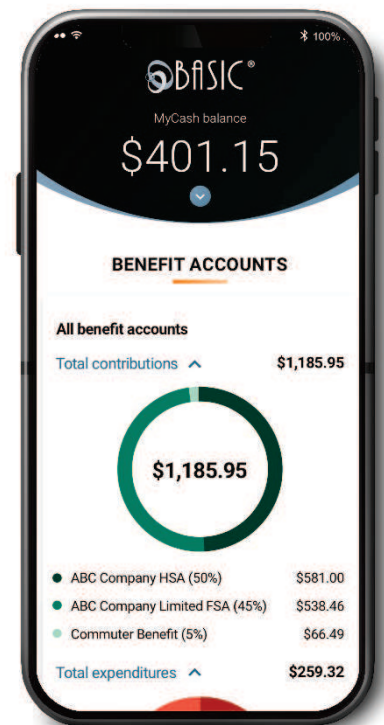 100%
BASIC®
MyCash balance
$401.15
BENEFIT ACCOUNTS
All benefit accounts
Total contributions $1,185.95
$1,185.95
ABC Company HSA (50%) $581.00
ABC Company Limited FSA (45%) $538.46
Commuter Benefit (5%) $66.49
Total expenditures $259.32